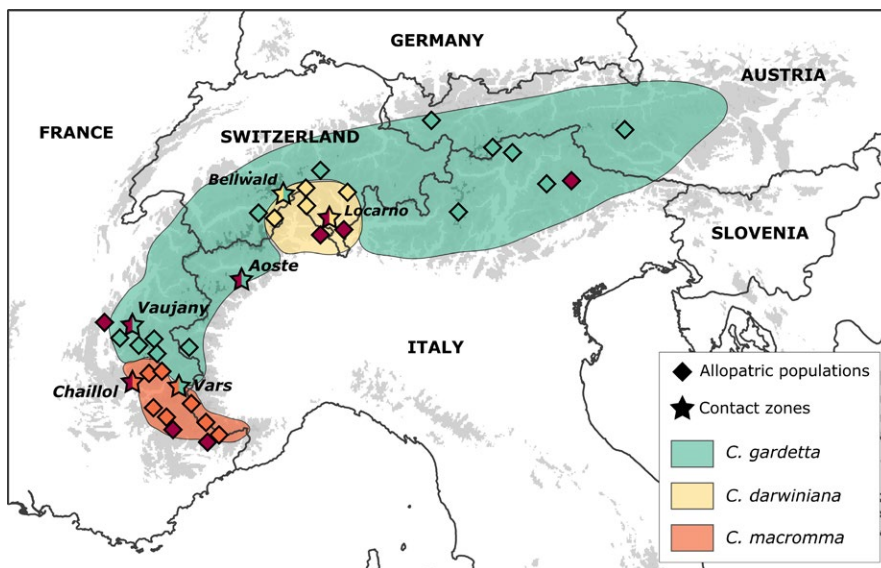 GERMANY
AUSTRIA
FRANCE
SWITZERLAND
Bellwald
Locarno
SLOVENIA
Aoste
Vaujany
ITALY
Chaillol
Vars
Allopatric populations
Contact zones
C. gardetta
C. darwiniana
C. macromma